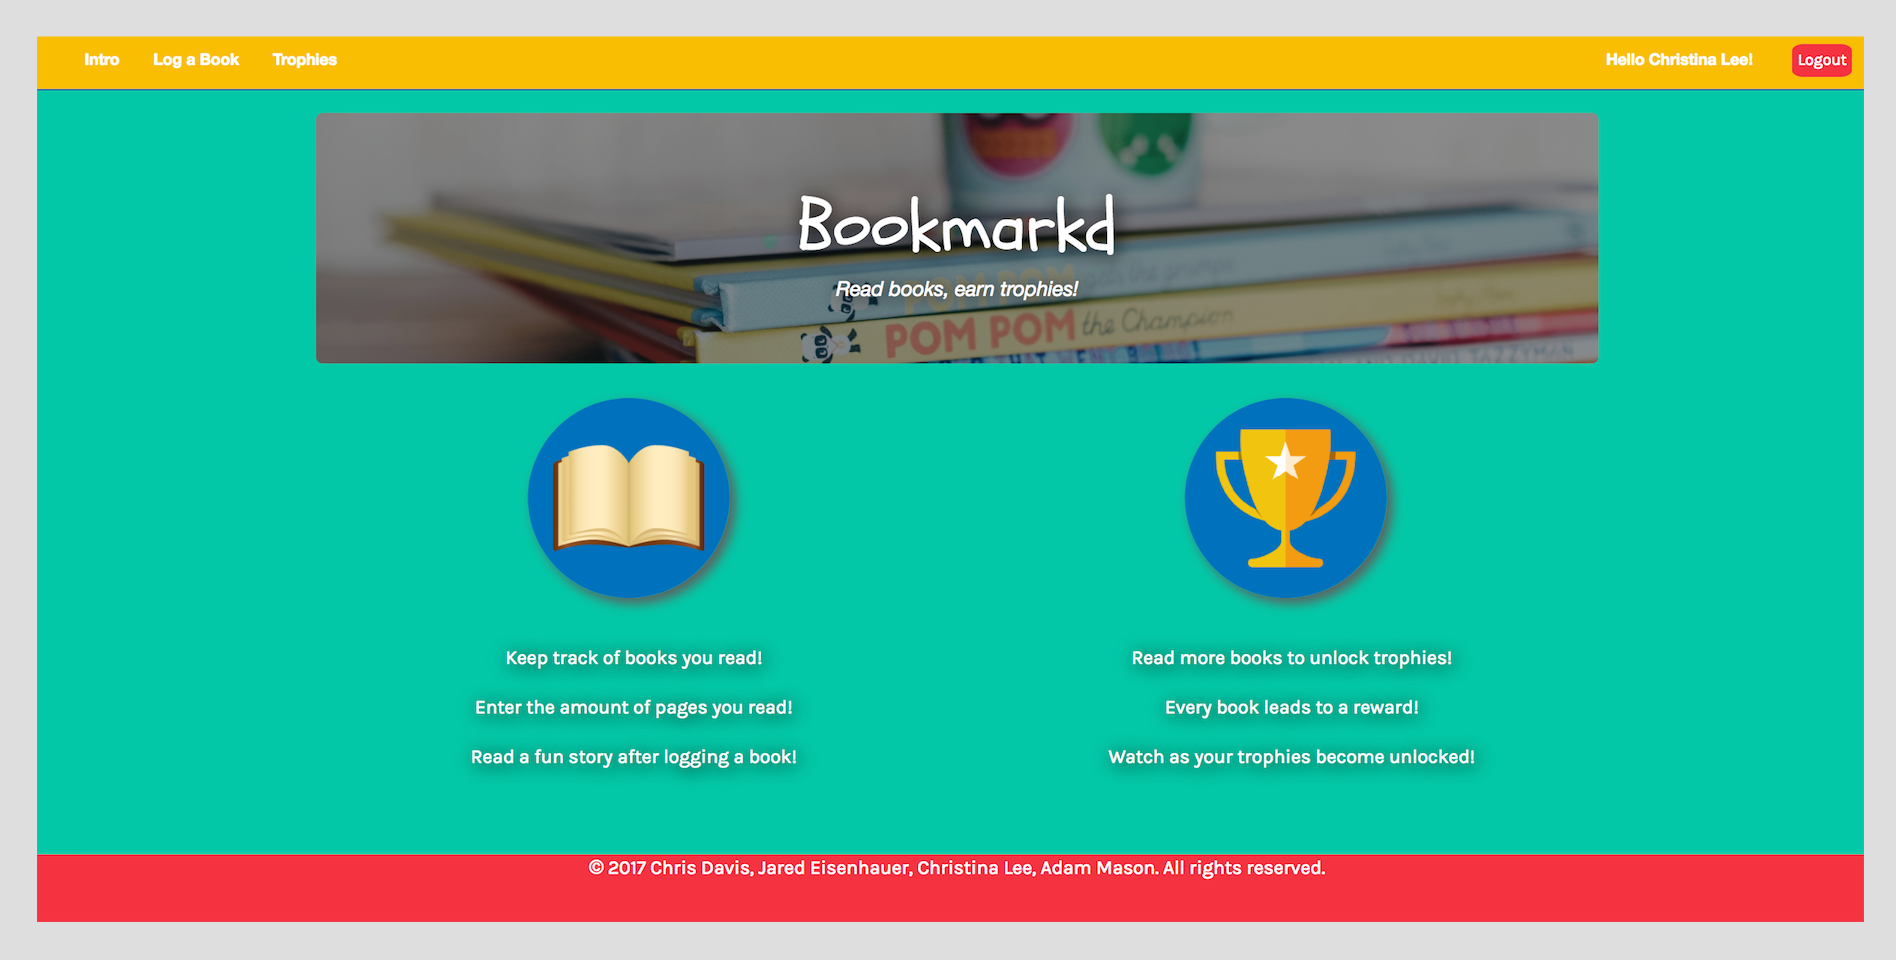 Intro Log a Book Trophies Hello Christina Lee! Logout
Bookmarkd
Read books, earn trophies!
POM POM
POM POM the Champion
Keep track of books you read!
Enter the amount of pages you read!
Read a fun story after logging a book!
Read more books to unlock trophies!
Every book leads to a reward!
Watch as your trophies become unlocked!
© 2017 Chris Davis, Jared Eisenhauer, Christina Lee, Adam Mason. All rights reserved.